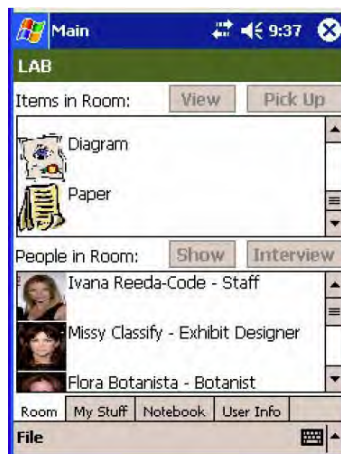 Main 9:37
LAB
Items in Room: View Pick Up
Diagram
Paper
People in Room: Show Interview
Ivana Reeda-Code - Staff
Missy Classify - Exhibit Designer
Flora Botanista - Botanist
Room My Stuff Notebook User Info
File